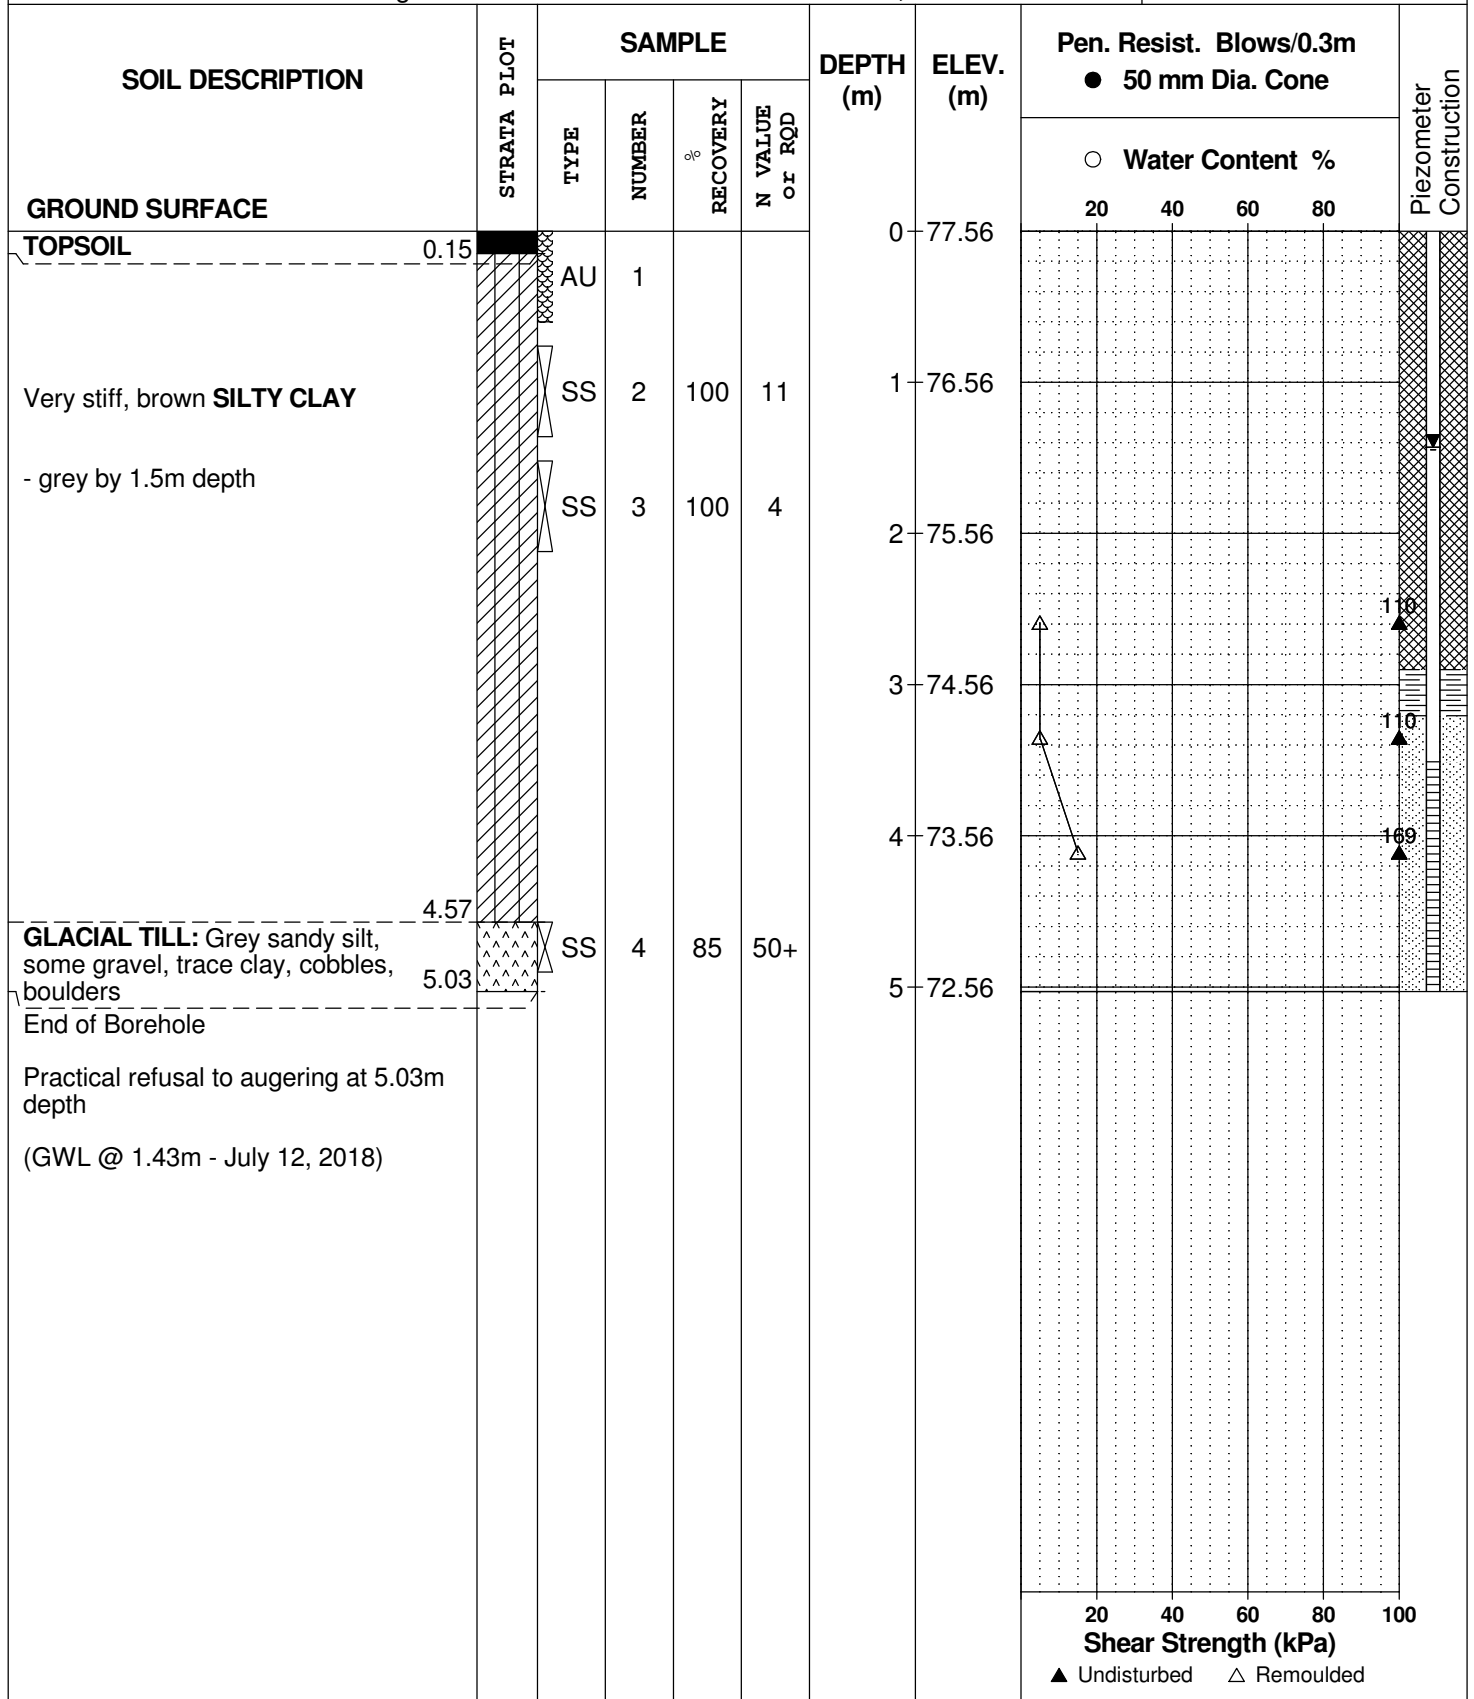 SOIL DESCRIPTION
GROUND SURFACE
STRATA PLOT
SAMPLE
TYPE
NUMBER
% RECOVERY
N VALUE or RQD
DEPTH (m)
ELEV. (m)
Pen. Resist. Blows/0.3m
● 50 mm Dia. Cone
○ Water Content %
20 40 60 80
Piezometer Construction
TOPSOIL 0.15
AU 1
0 77.56
Very stiff, brown SILTY CLAY
SS 2 100 11
1 76.56
- grey by 1.5m depth
SS 3 100 4
2 75.56
110
3 74.56
110
4 73.56
169
4.57
GLACIAL TILL: Grey sandy silt,
some gravel, trace clay, cobbles,
boulders
5.03
SS 4 85 50+
5 72.56
End of Borehole
Practical refusal to augering at 5.03m
depth
(GWL @ 1.43m - July 12, 2018)
20 40 60 80 100
Shear Strength (kPa)
▲ Undisturbed △ Remoulded